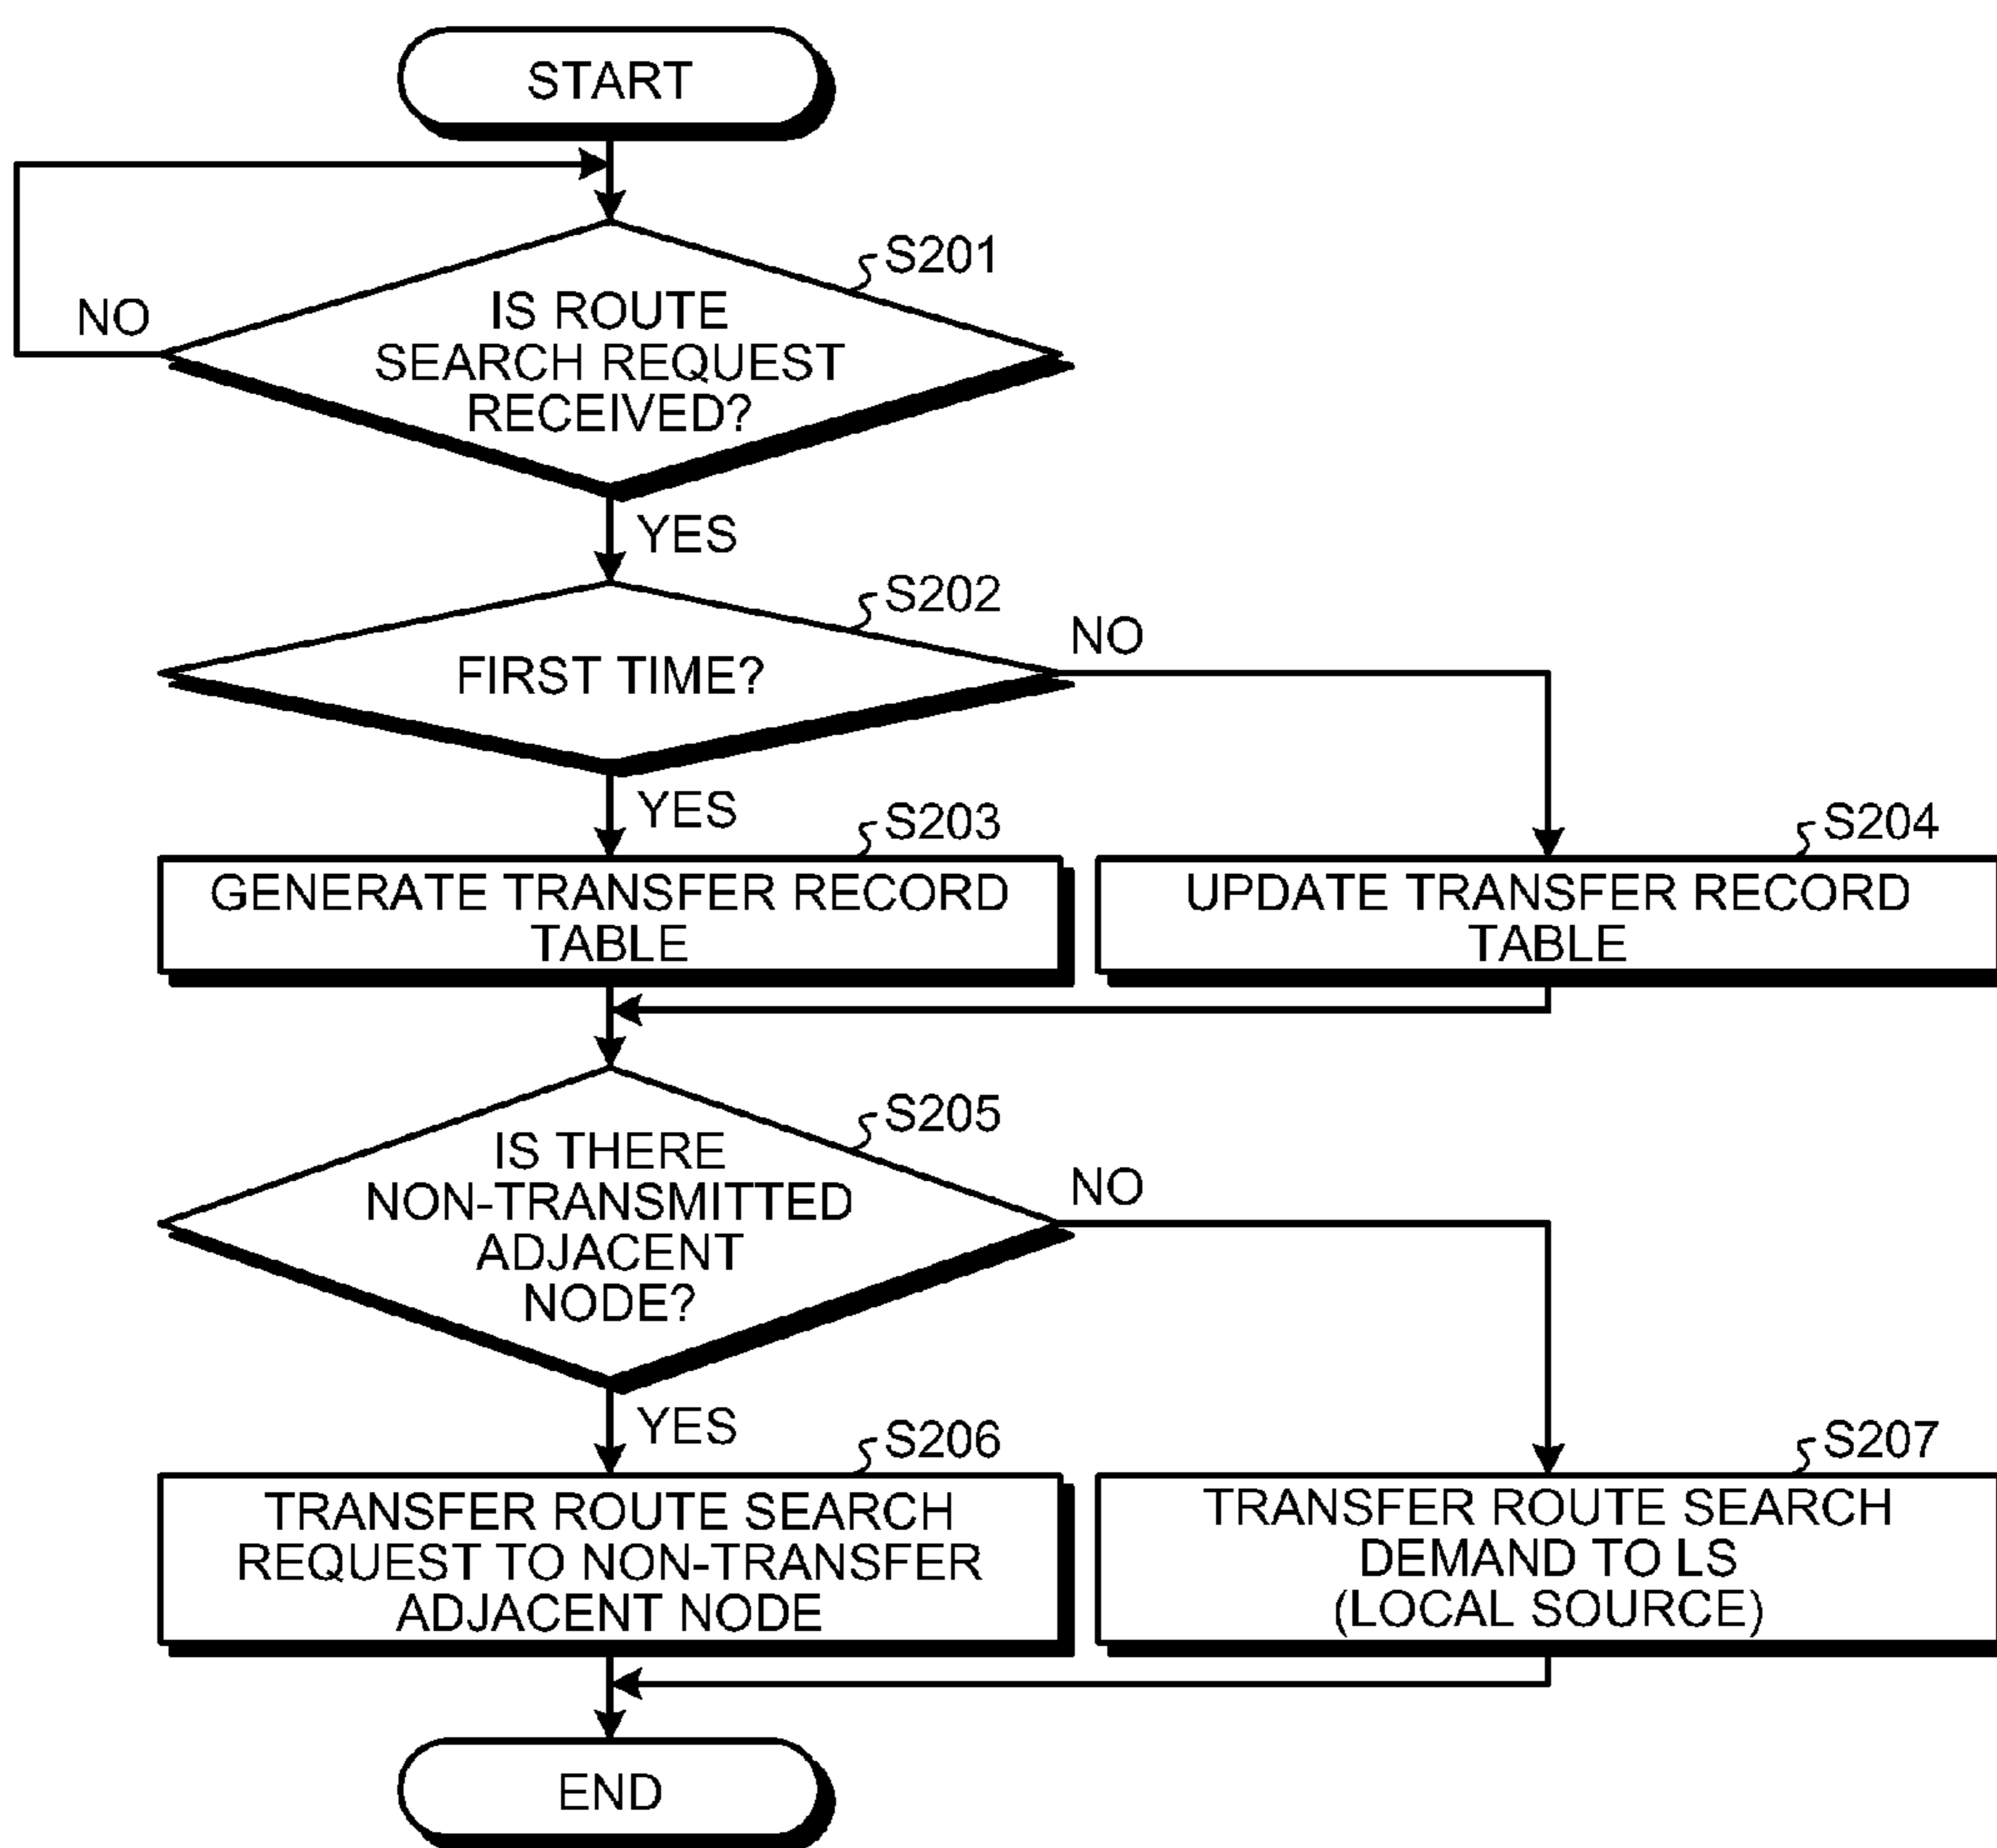 START
S201
NO
IS ROUTE
SEARCH REQUEST
RECEIVED?
YES
S202
NO
FIRST TIME?
YES
S203
S204
GENERATE TRANSFER RECORD
TABLE
UPDATE TRANSFER RECORD
TABLE
S205
NO
IS THERE
NON-TRANSMITTED
ADJACENT
NODE?
YES
S206
S207
TRANSFER ROUTE SEARCH
REQUEST TO NON-TRANSFER
ADJACENT NODE
TRANSFER ROUTE SEARCH
DEMAND TO LS
(LOCAL SOURCE)
END